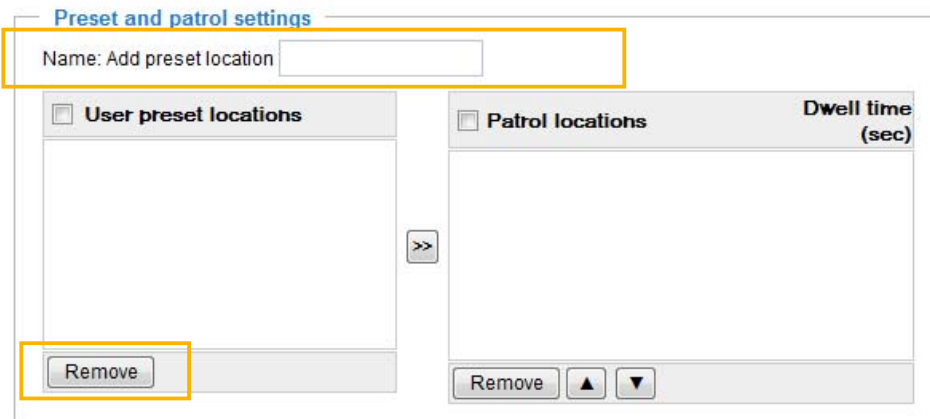 Preset and patrol settings
Name: Add preset location
User preset locations
Patrol locations
Dwell time
(sec)
>>
Remove
Remove ▲ ▼